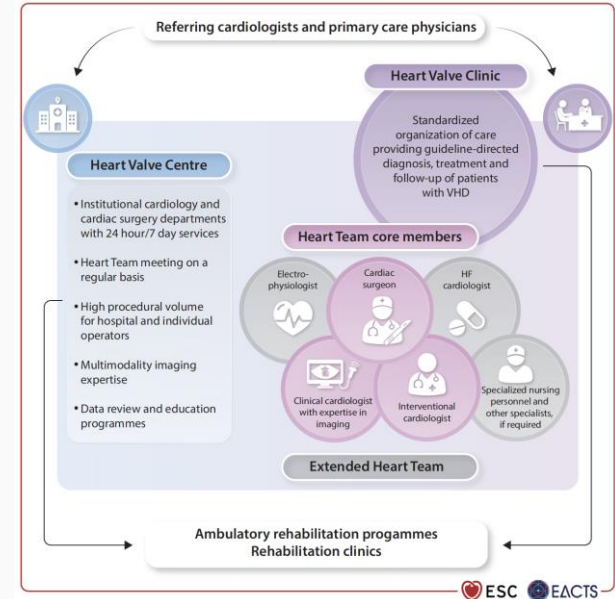 Referring cardiologists and primary care physicians
Heart Valve Clinic
Standardized
organization of care
providing guideline-directed
diagnosis, treatment and
follow-up of patients
with VHD
Heart Valve Centre
• Institutional cardiology and
cardiac surgery departments
with 24 hour/7 day services
• Heart Team meeting on a
regular basis
• High procedural volume
for hospital and individual
operators
• Multimodality imaging
expertise
• Data review and education
programmes
Heart Team core members
Electro-
physiologist
Cardiac
surgeon
HF
cardiologist
Clinical cardiologist
with expertise in
imaging
Interventional
cardiologist
Specialized nursing
personnel and
other specialists,
if required
Extended Heart Team
Ambulatory rehabilitation progammes
Rehabilitation clinics
ESC EACTS